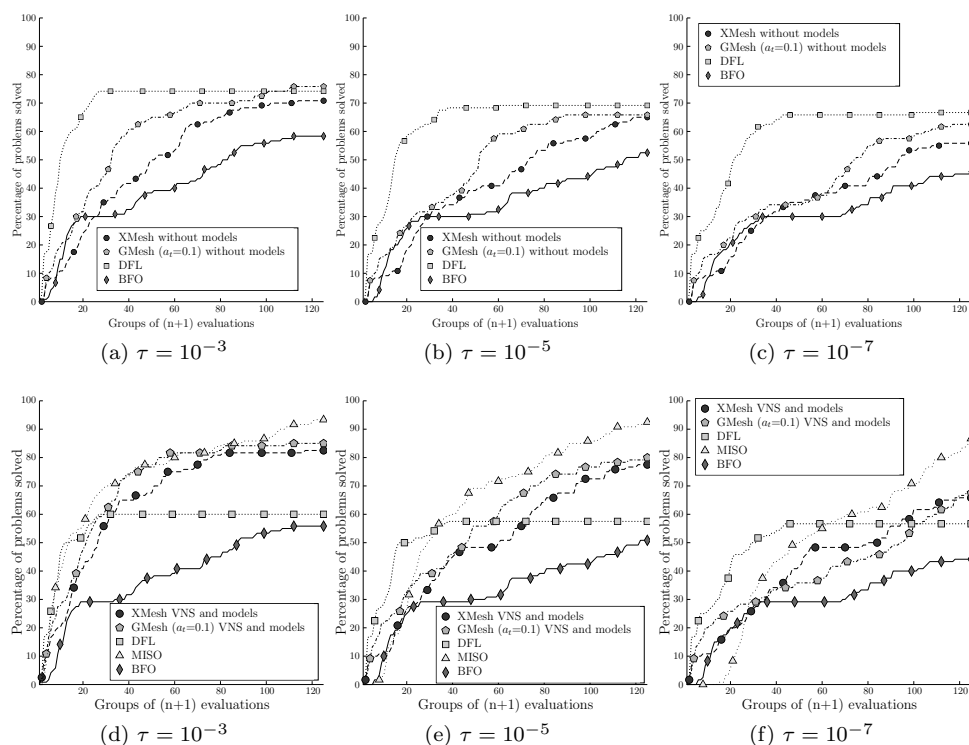 100
90
80
70
60
50
40
30
20
10
0
Percentage of problems solved
XMesh without models
GMesh (a_t=0.1) without models
DFL
BFO
20 40 60 80 100 120
Groups of (n+1) evaluations
(a) τ = 10⁻³
100
90
80
70
60
50
40
30
20
10
0
Percentage of problems solved
XMesh without models
GMesh (a_t=0.1) without models
DFL
BFO
20 40 60 80 100 120
Groups of (n+1) evaluations
(b) τ = 10⁻⁵
100
90
80
70
60
50
40
30
20
10
0
Percentage of problems solved
XMesh without models
GMesh (a_t=0.1) without models
DFL
BFO
20 40 60 80 100 120
Groups of (n+1) evaluations
(c) τ = 10⁻⁷
100
90
80
70
60
50
40
30
20
10
0
Percentage of problems solved
XMesh VNS and models
GMesh (a_t=0.1) VNS and models
DFL
MISO
BFO
20 40 60 80 100 120
Groups of (n+1) evaluations
(d) τ = 10⁻³
100
90
80
70
60
50
40
30
20
10
0
Percentage of problems solved
XMesh VNS and models
GMesh (a_t=0.1) VNS and models
DFL
MISO
BFO
20 40 60 80 100 120
Groups of (n+1) evaluations
(e) τ = 10⁻⁵
100
90
80
70
60
50
40
30
20
10
0
Percentage of problems solved
XMesh VNS and models
GMesh (a_t=0.1) VNS and models
DFL
MISO
BFO
20 40 60 80 100 120
Groups of (n+1) evaluations
(f) τ = 10⁻⁷